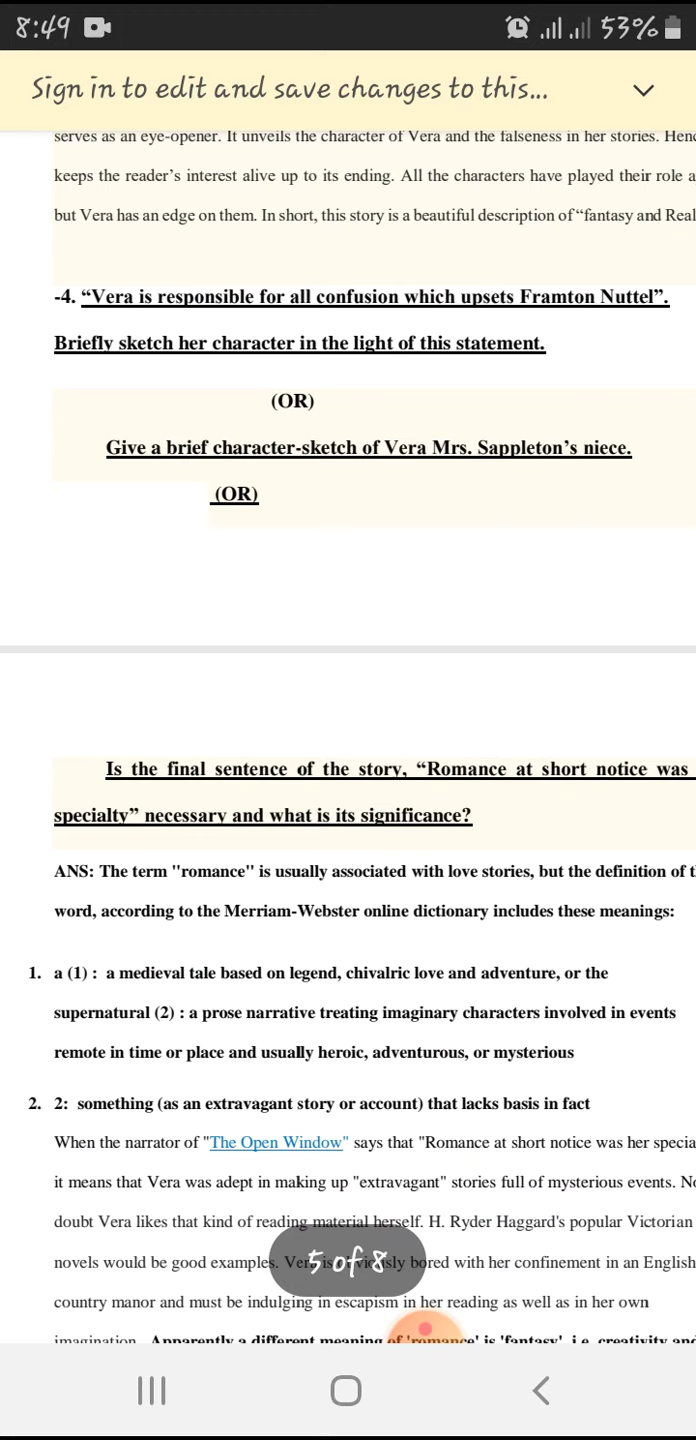 8:49 53%
Sign in to edit and save changes to this...
serves as an eye-opener. It unveils the character of Vera and the falseness in her stories. Henc
keeps the reader's interest alive up to its ending. All the characters have played their role a
but Vera has an edge on them. In short, this story is a beautiful description of “fantasy and Real
-4. “Vera is responsible for all confusion which upsets Framton Nuttel”.
Briefly sketch her character in the light of this statement.
(OR)
Give a brief character-sketch of Vera Mrs. Sappleton’s niece.
(OR)
Is the final sentence of the story, “Romance at short notice was
specialty” necessary and what is its significance?
ANS: The term "romance" is usually associated with love stories, but the definition of t
word, according to the Merriam-Webster online dictionary includes these meanings:
1. a (1) : a medieval tale based on legend, chivalric love and adventure, or the
supernatural (2) : a prose narrative treating imaginary characters involved in events
remote in time or place and usually heroic, adventurous, or mysterious
2. 2: something (as an extravagant story or account) that lacks basis in fact
When the narrator of "The Open Window" says that "Romance at short notice was her specia
it means that Vera was adept in making up "extravagant" stories full of mysterious events. No
doubt Vera likes that kind of reading material herself. H. Ryder Haggard's popular Victorian
novels would be good examples. bored with her confinement in an English
5 of 8
country manor and must be indulging in escapism in her reading as well as in her own
imagination. Apparently a different meaning of 'romance' is 'fantasy', i.e. creativity and